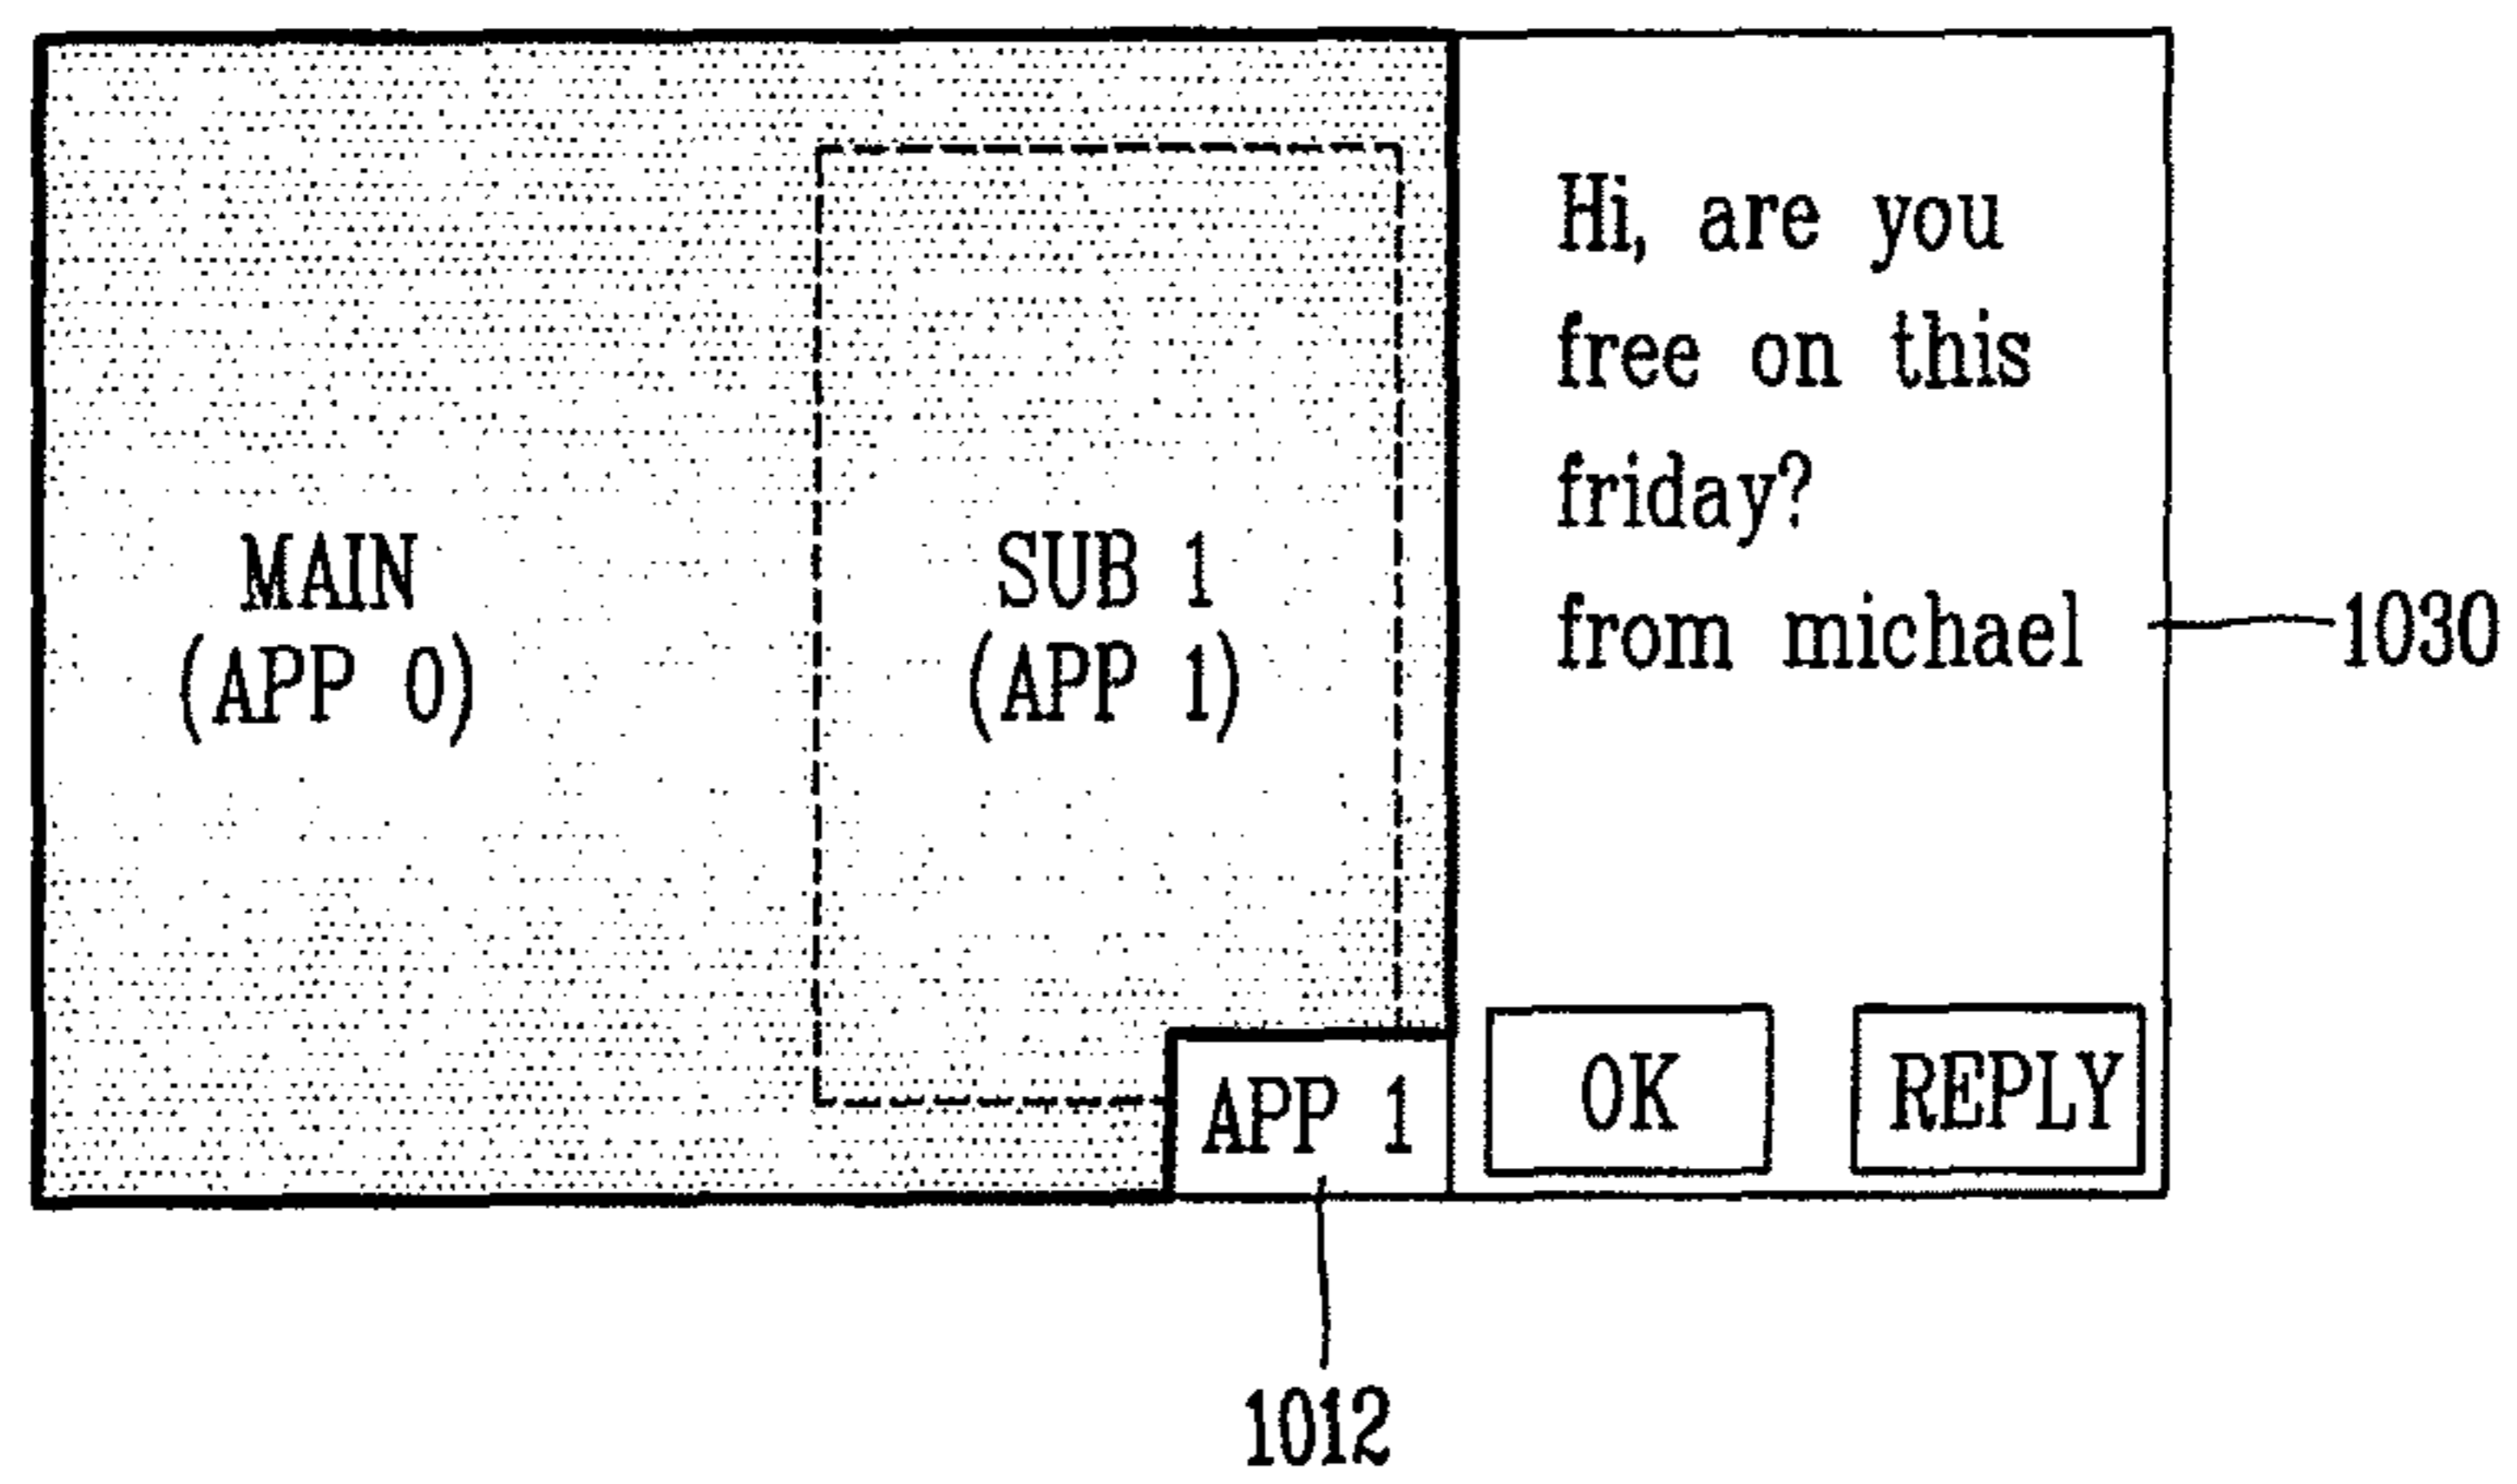 MAIN
(APP 0)
SUB 1
(APP 1)
Hi, are you
free on this
friday?
from michael
1030
APP 1
OK
REPLY
1012